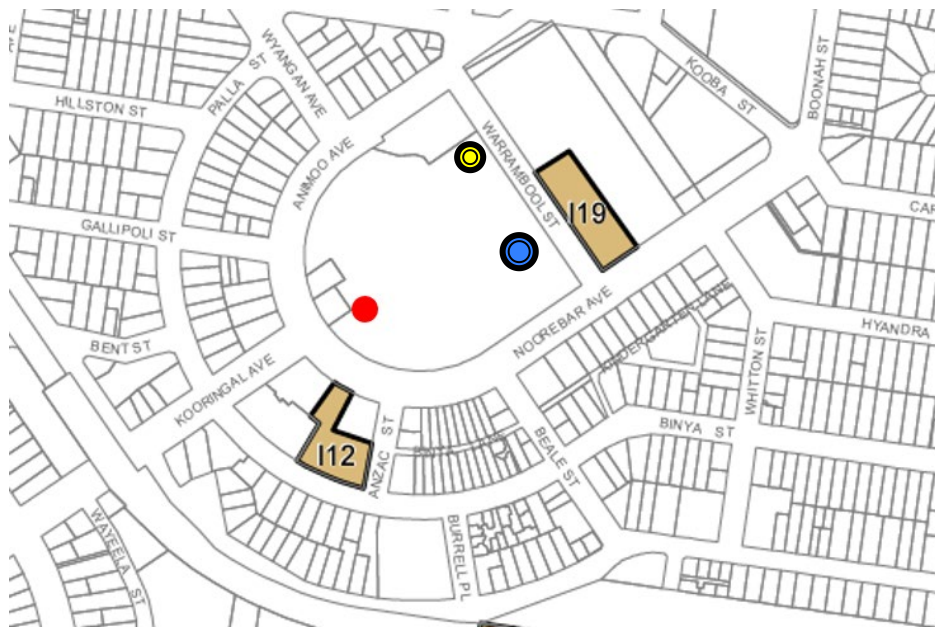 WYANGAN AVE
PALLA ST
HILLSTON ST
KOOBA ST
BOONAH ST
ANIMOO AVE
WARRAMBOOL ST
I19
CAR
GALLIPOLI ST
NOOREBAR AVE
KINDERGARTEN LANE
HYANDRA
BENT ST
KOORINGAL AVE
WHITTON ST
ANZAC ST
BINYA ST
BEALE ST
I12
WAYEELA ST
BURRELL PL